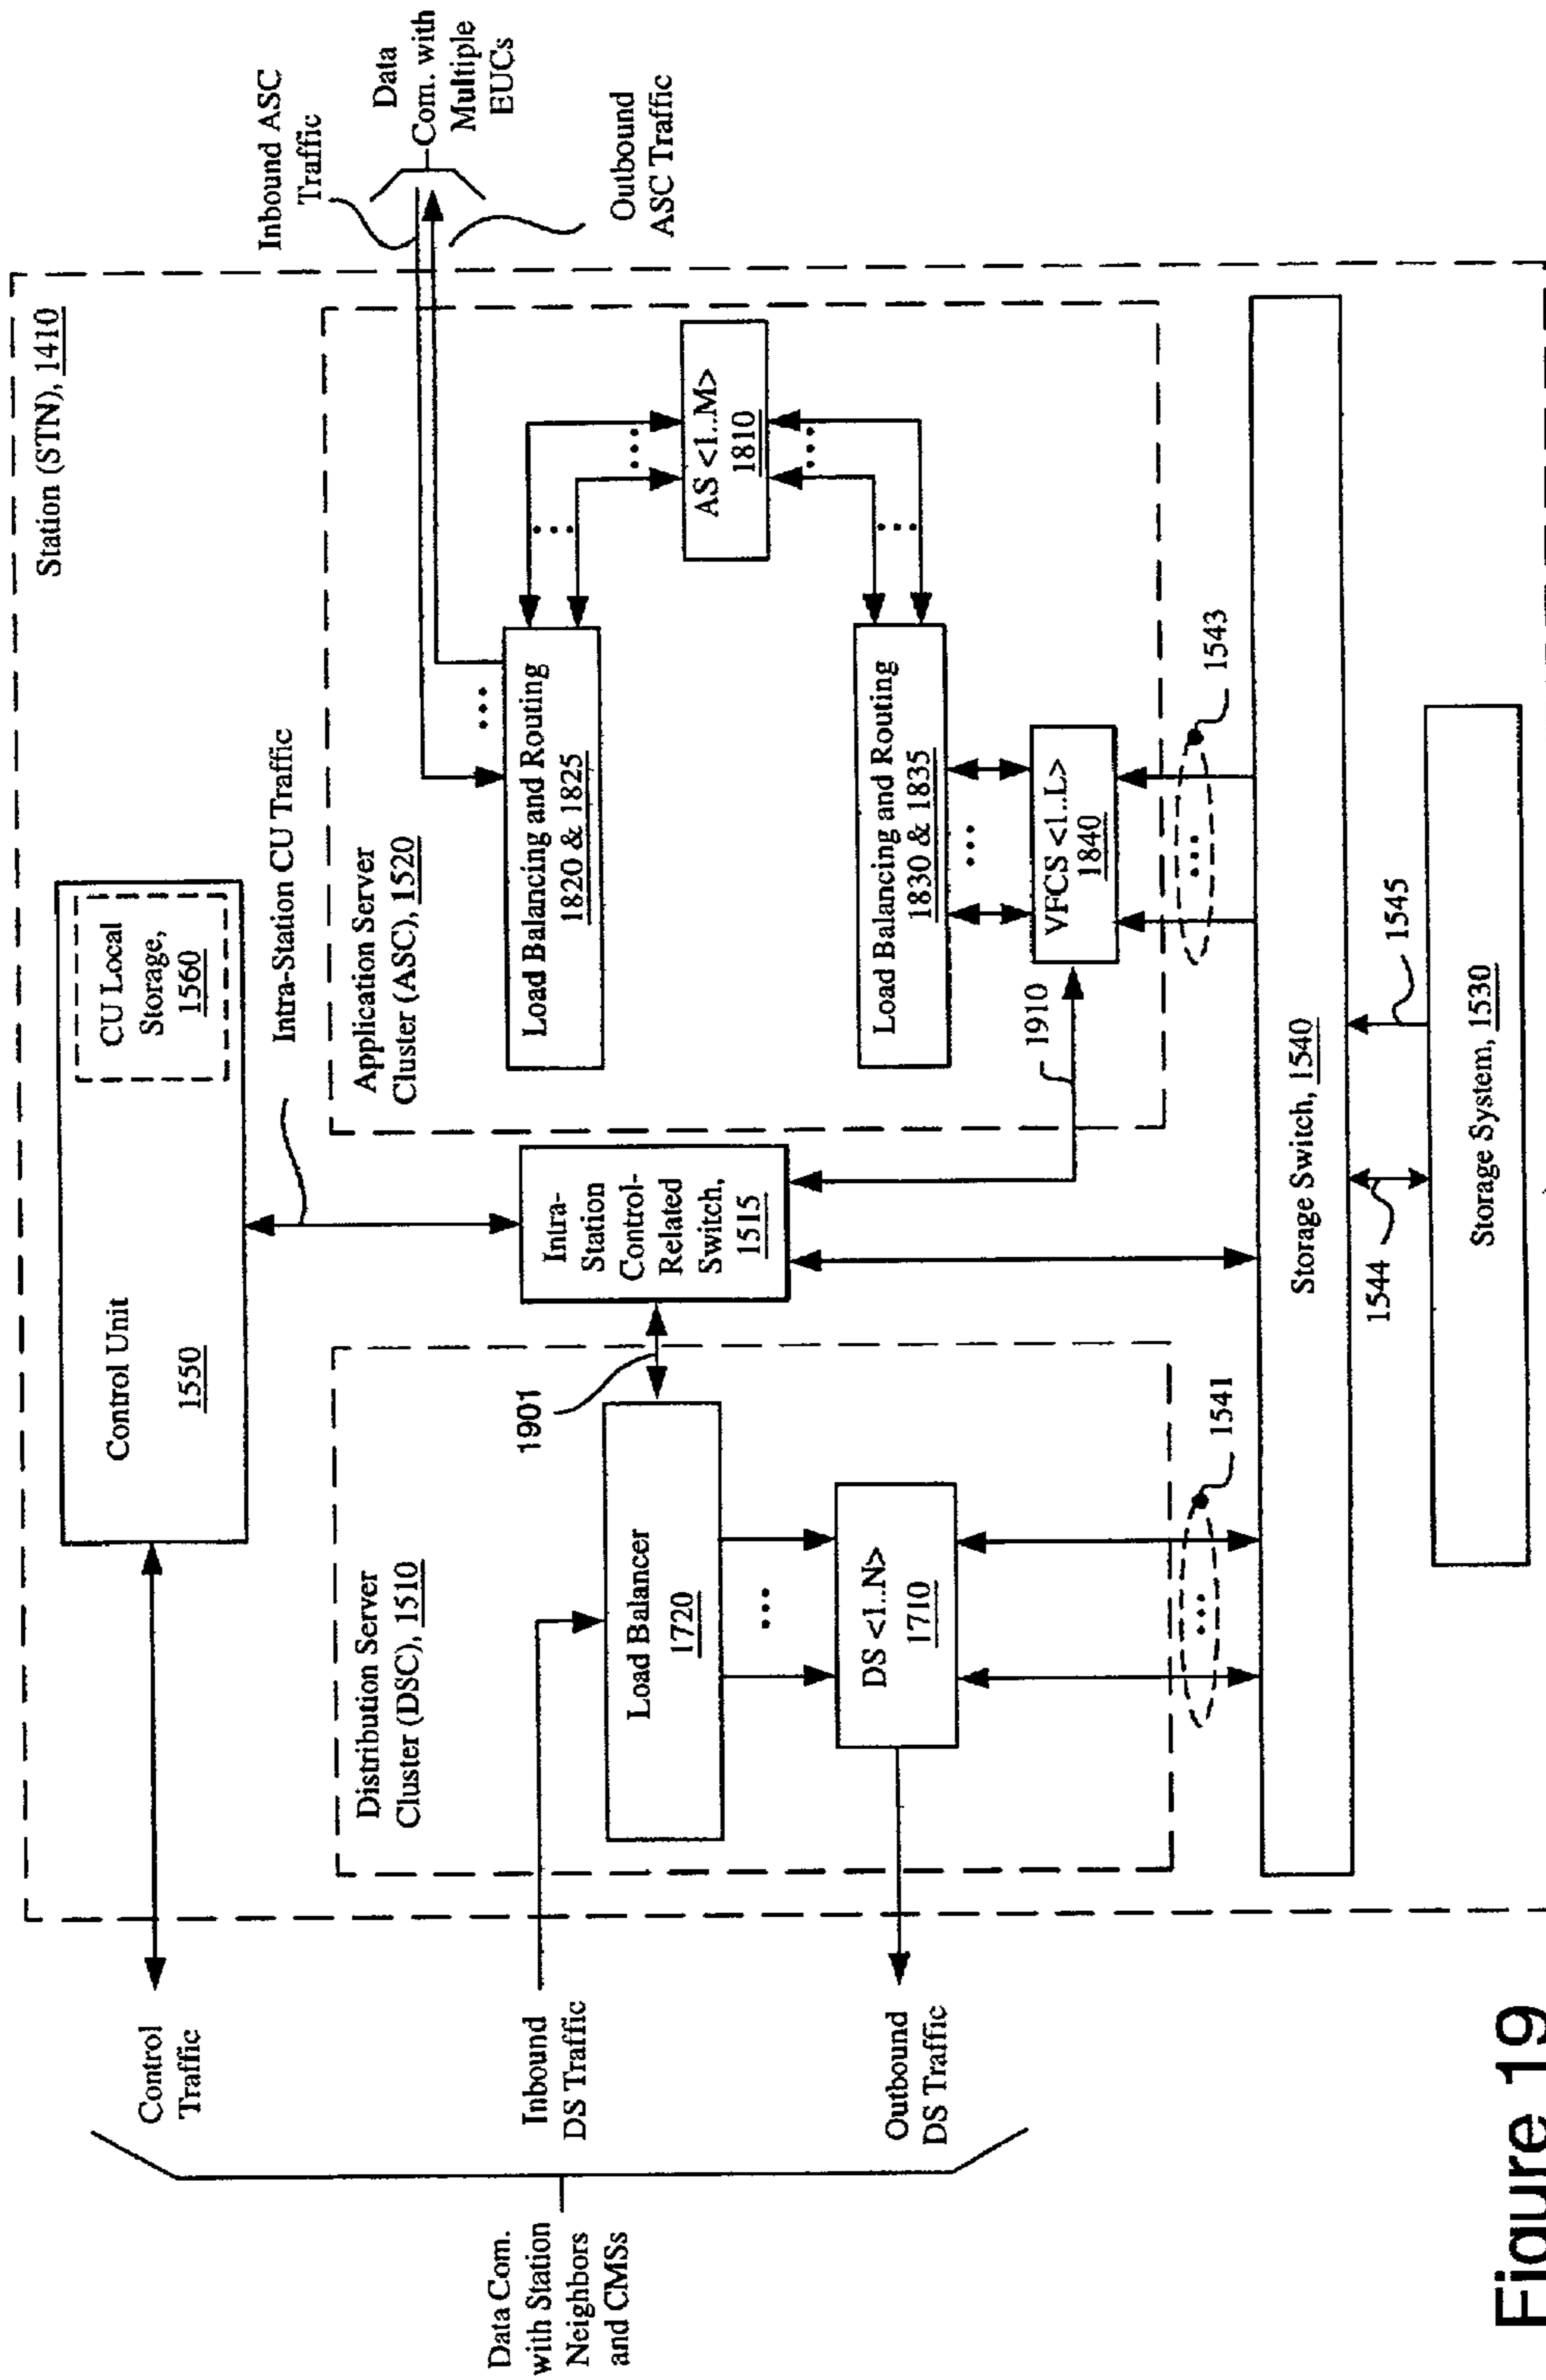 Station (STN), 1410
Control Unit
1550
CU Local
Storage,
1560
Control
Traffic
Intra-Station CU Traffic
Inbound ASC
Traffic
Data
Com. with
Multiple
EUCs
Outbound
ASC Traffic
Data Com.
with Station
Neighbors
and CMSs
Inbound
DS Traffic
Outbound
DS Traffic
Distribution Server
Cluster (DSC), 1510
Load Balancer
1720
...
DS <1..N>
1710
1901
Intra-
Station
Control-
Related
Switch,
1515
Application Server
Cluster (ASC), 1520
...
Load Balancing and Routing
1820 & 1825
...
...
AS <1..M>
1810
...
...
Load Balancing and Routing
1830 & 1835
...
VFCS <1..L>
1840
1910
...
1541
...
1543
Storage Switch, 1540
1544
1545
Storage System, 1530
Figure 19